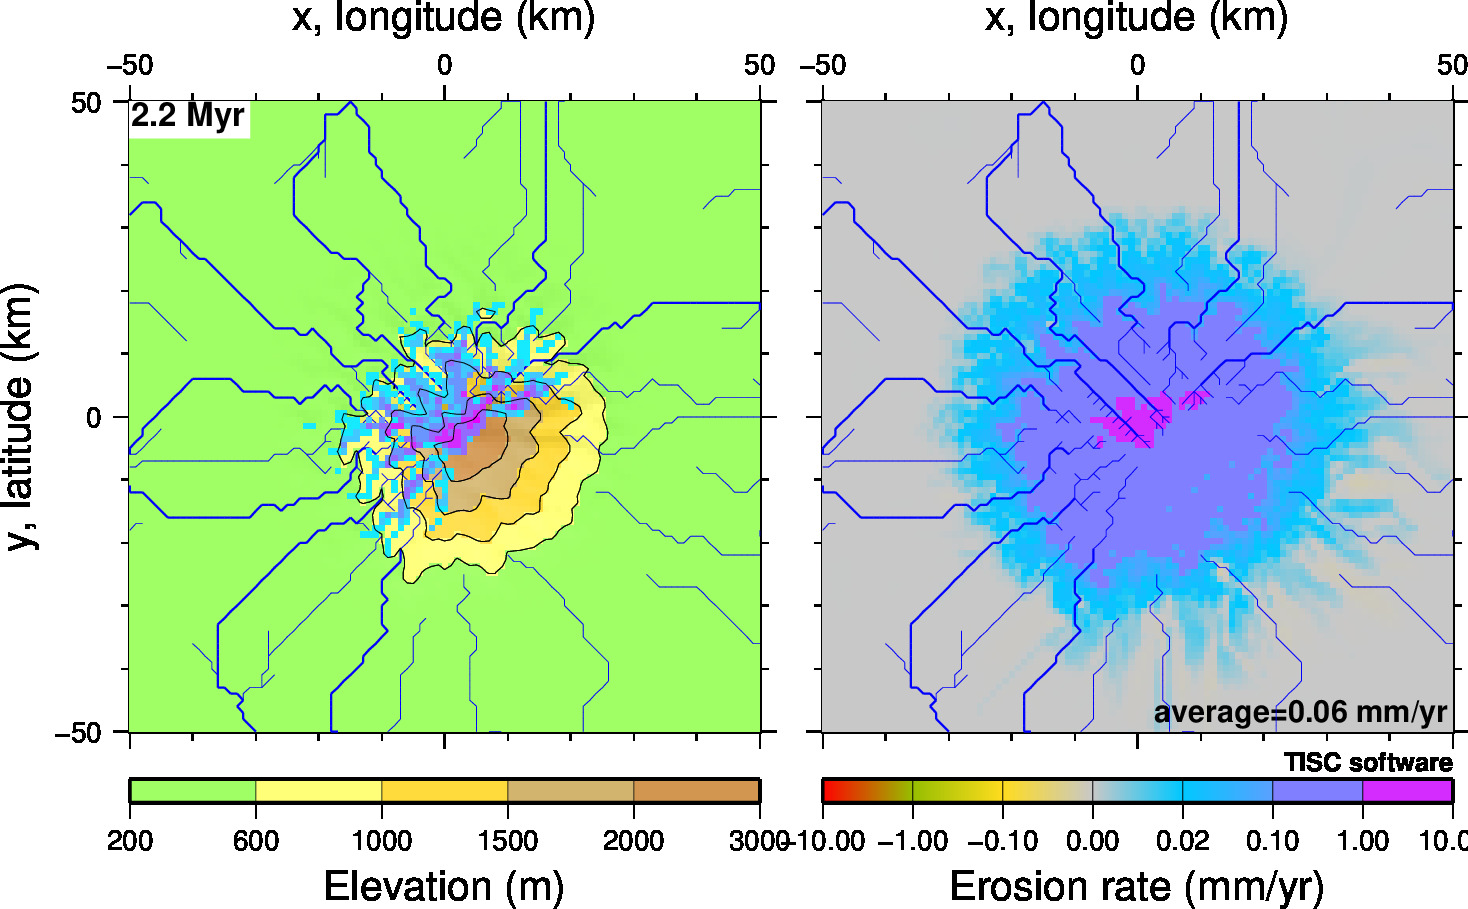 x, longitude (km) x, longitude (km)
−50 0 50 −50 0 50
50
2.2 Myr
y, latitude (km)
0
−50
average=0.06 mm/yr
TISC software
200 600 1000 1500 2000 3000 −10.00 −1.00 −0.10 0.00 0.02 0.10 1.00 10.0
Elevation (m) Erosion rate (mm/yr)